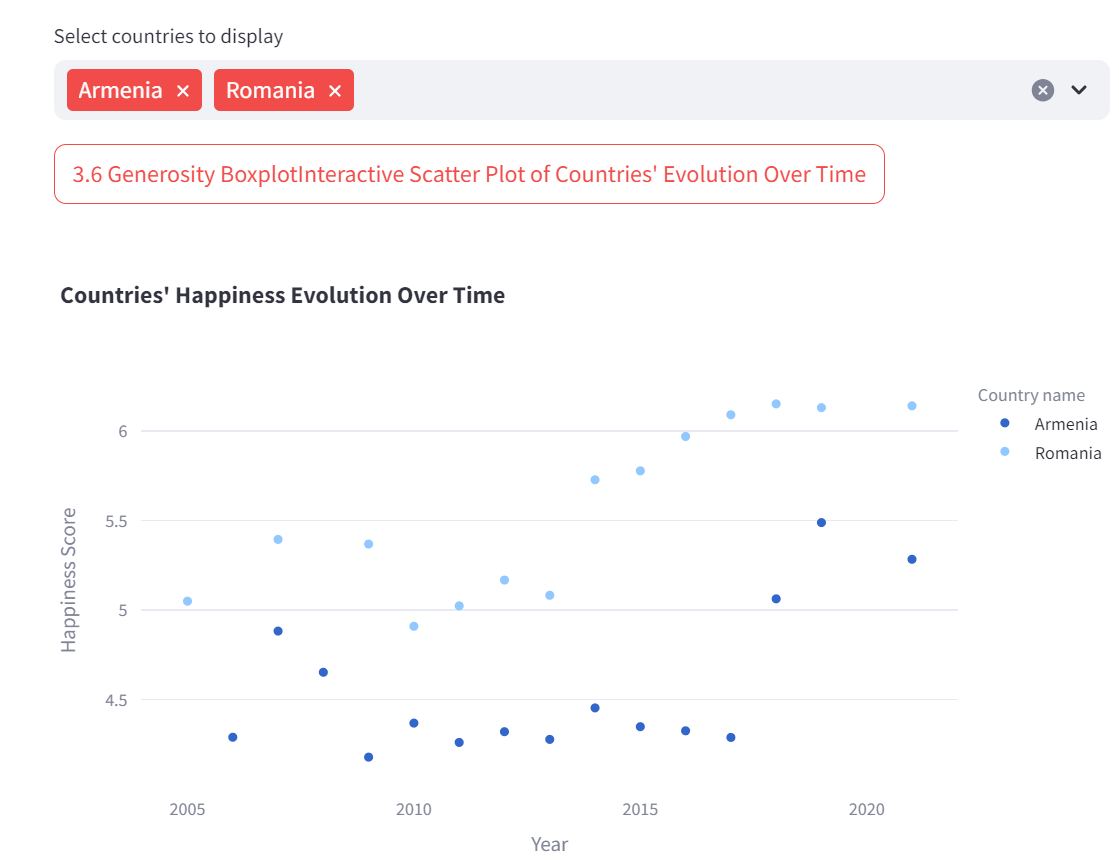 Select countries to display
Armenia
Romania
3.6 Generosity BoxplotInteractive Scatter Plot of Countries' Evolution Over Time
Countries' Happiness Evolution Over Time
Country name
Armenia
Romania
Happiness Score
6
5.5
5
4.5
2005
2010
2015
2020
Year